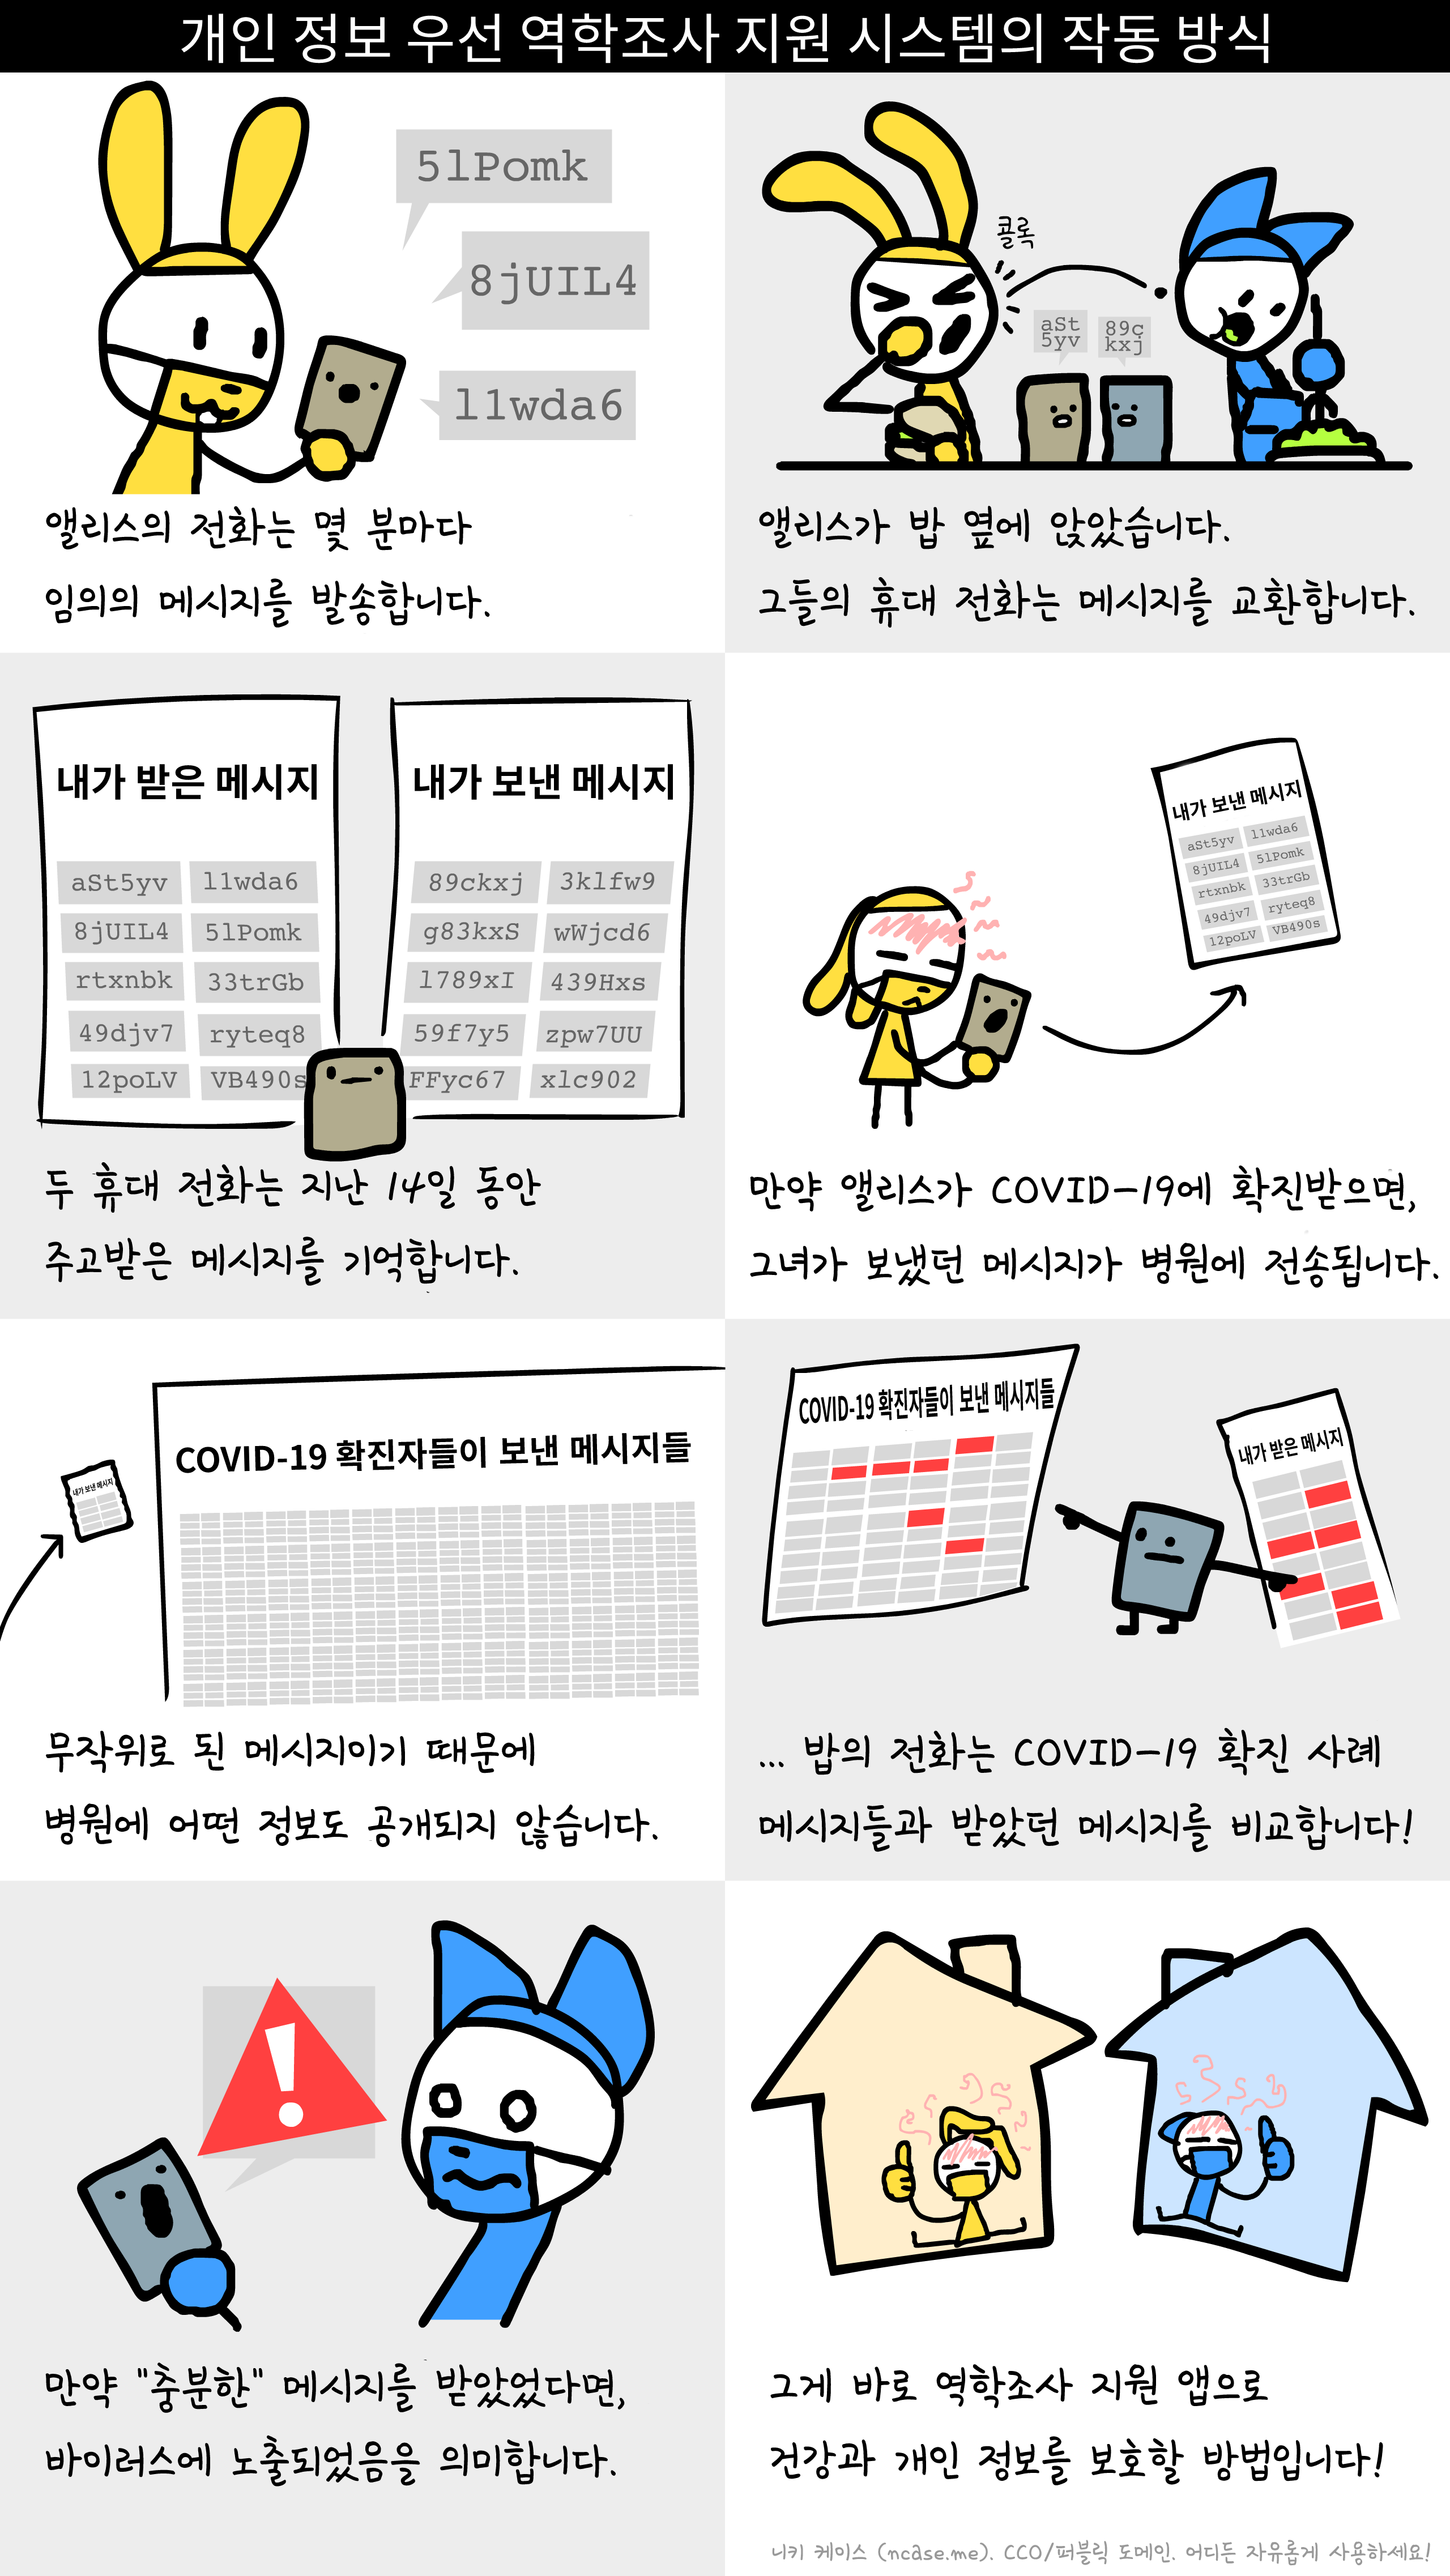 개인 정보 우선 역학조사 지원 시스템의 작동 방식
51Pomk
8jUIL4
l1wda6
앨리스의 전화는 몇 분마다
임의의 메시지를 발송합니다.
콜록
aSt
5yv
89c
kxj
앨리스가 밥 옆에 앉았습니다.
그들의 휴대 전화는 메시지를 교환합니다.
내가 받은 메시지
aSt5yv l1wda6
8jUIL4 51Pomk
rtxnbk 33trGb
49djv7 ryteq8
12poLV VB490s
내가 보낸 메시지
89ckxj 3klfw9
g83kxS wWjcd6
1789xI 439Hxs
59f7y5 zpw7UU
FFyc67 xlc902
두 휴대 전화는 지난 14일 동안
주고받은 메시지를 기억합니다.
내가 보낸 메시지
aSt5yv l1wda6
8jUIL4 51Pomk
rtxnbk 33trGb
49djv7 ryteq8
12poLV VB490s
만약 앨리스가 COVID-19에 확진받으면,
그녀가 보냈던 메시지가 병원에 전송됩니다.
내가 보낸 메시지
COVID-19 확진자들이 보낸 메시지들
무작위로 된 메시지이기 때문에
병원에 어떤 정보도 공개되지 않습니다.
COVID-19 확진자들이 보낸 메시지들
내가 받은 메시지
... 밥의 전화는 COVID-19 확진 사례
메시지들과 받았던 메시지를 비교합니다!
!
만약 "충분한" 메시지를 받았었다면,
바이러스에 노출되었음을 의미합니다.
그게 바로 역학조사 지원 앱으로
건강과 개인 정보를 보호할 방법입니다!
니키 케이스 (ncase.me). CC0/퍼블릭 도메인. 어디든 자유롭게 사용하세요!